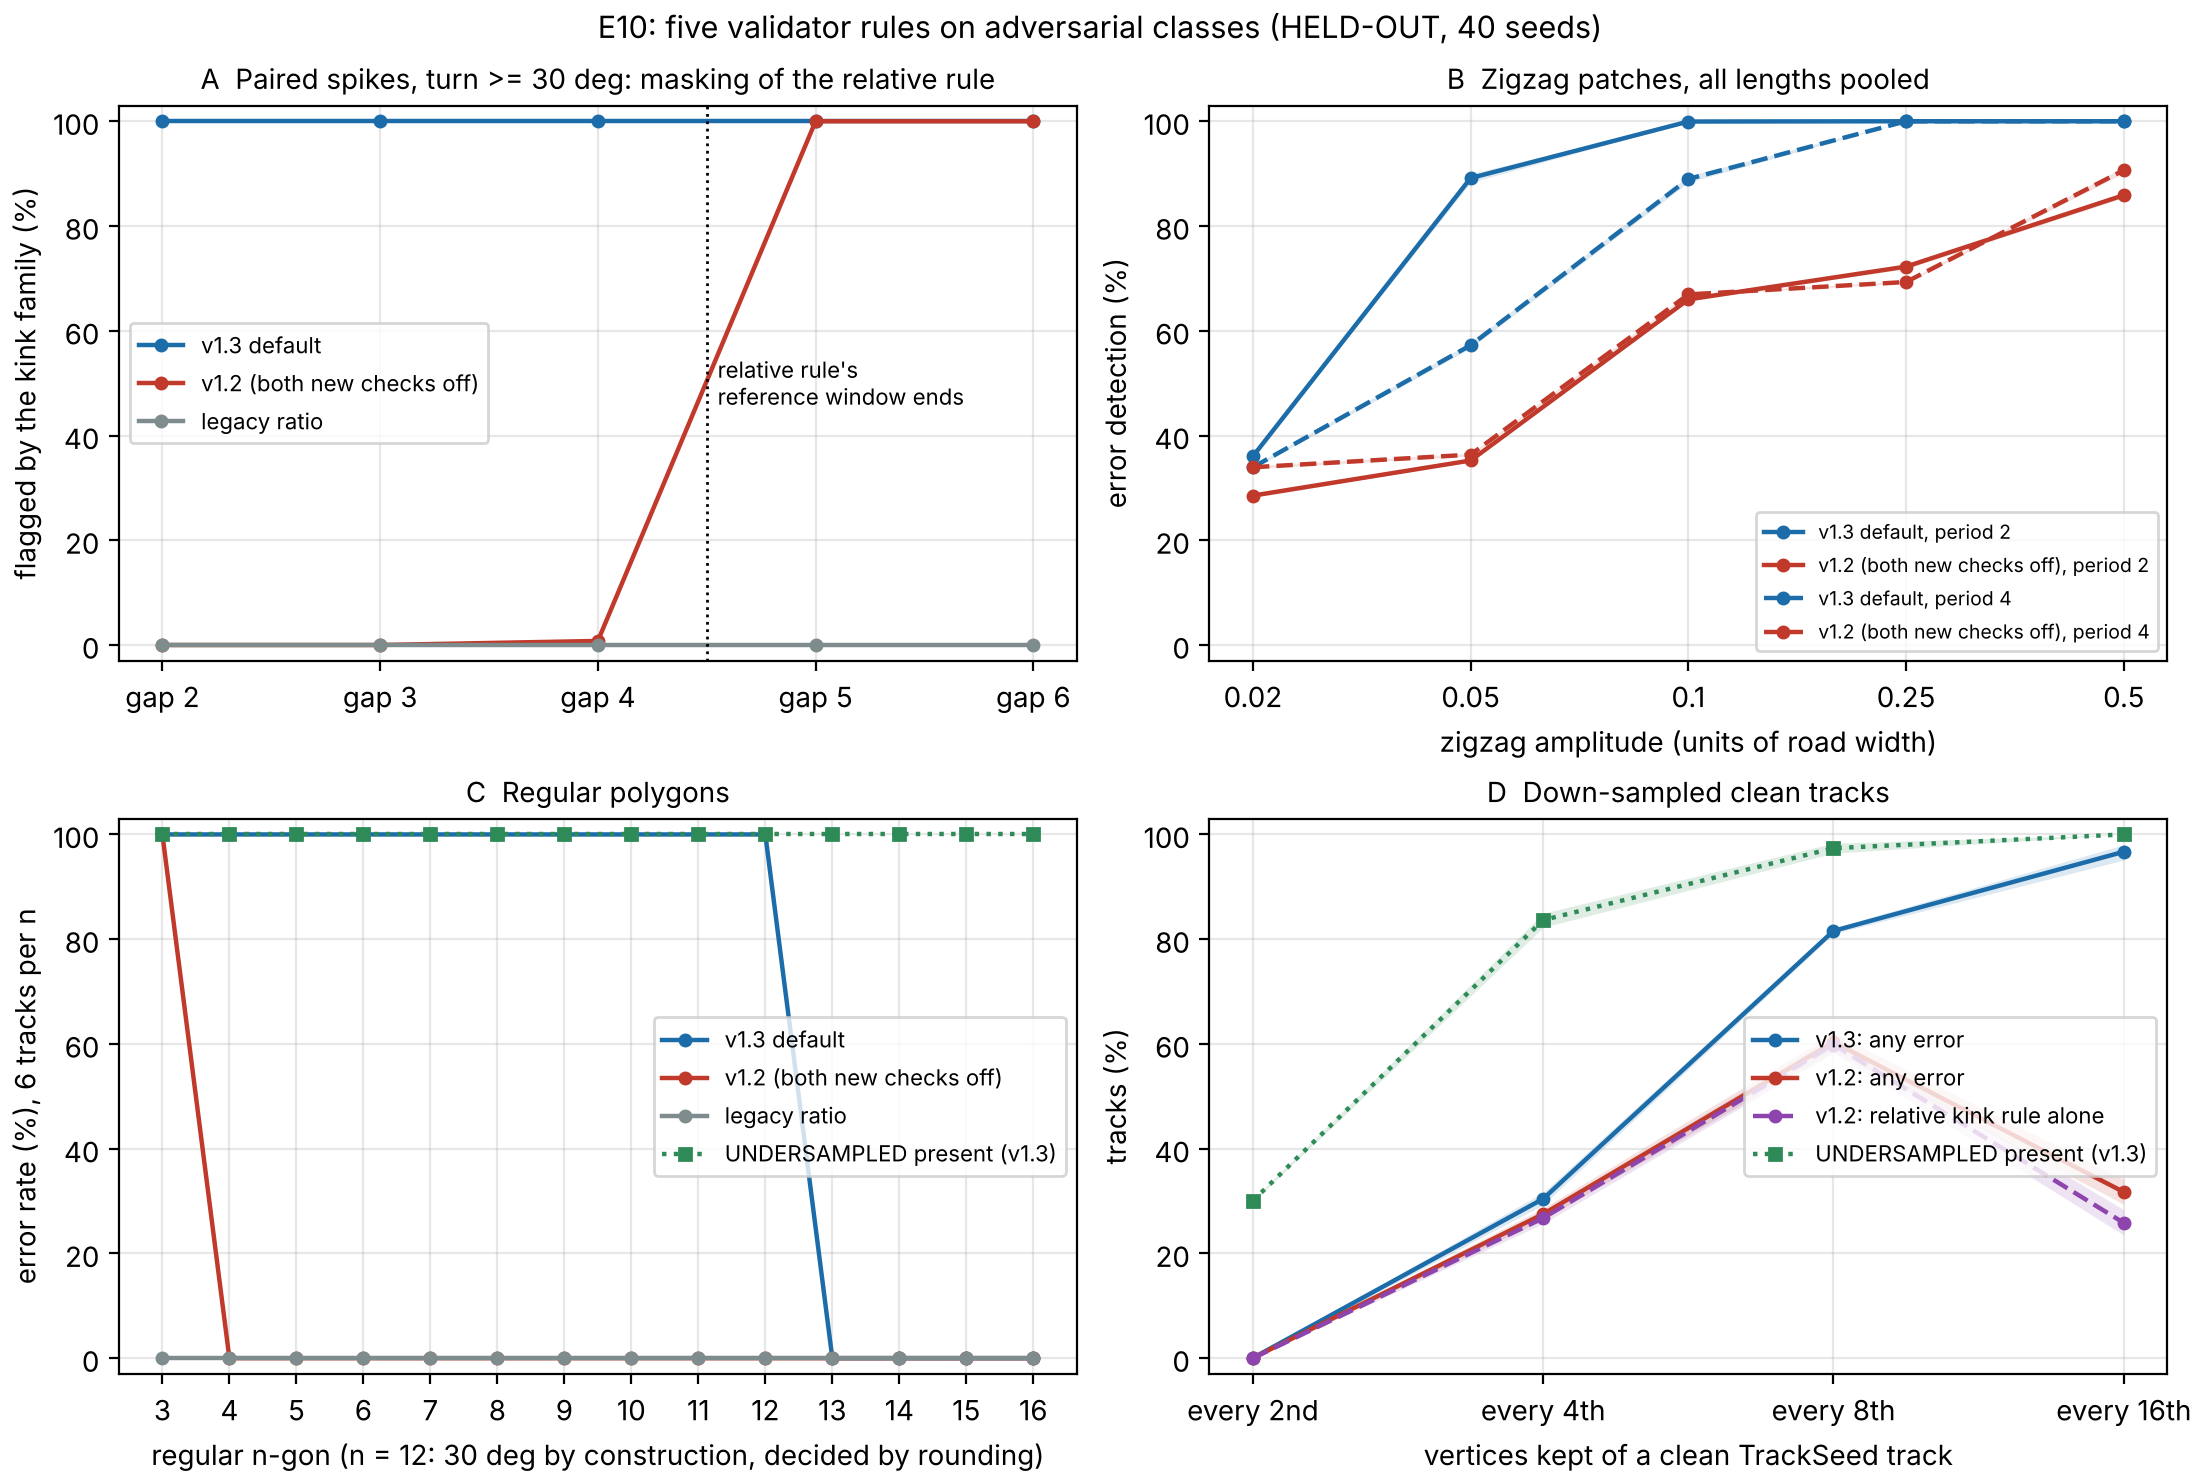 E10: five validator rules on adversarial classes (HELD-OUT, 40 seeds)
A  Paired spikes, turn >= 30 deg: masking of the relative rule
flagged by the kink family (%)
100
80
60
40
20
0
v1.3 default
v1.2 (both new checks off)
legacy ratio
relative rule's
reference window ends
gap 2
gap 3
gap 4
gap 5
gap 6
B  Zigzag patches, all lengths pooled
error detection (%)
100
80
60
40
20
0
v1.3 default, period 2
v1.2 (both new checks off), period 2
v1.3 default, period 4
v1.2 (both new checks off), period 4
0.02
0.05
0.1
0.25
0.5
zigzag amplitude (units of road width)
C  Regular polygons
error rate (%), 6 tracks per n
100
80
60
40
20
0
v1.3 default
v1.2 (both new checks off)
legacy ratio
UNDERSAMPLED present (v1.3)
3
4
5
6
7
8
9
10
11
12
13
14
15
16
regular n-gon (n = 12: 30 deg by construction, decided by rounding)
D  Down-sampled clean tracks
tracks (%)
100
80
60
40
20
0
v1.3: any error
v1.2: any error
v1.2: relative kink rule alone
UNDERSAMPLED present (v1.3)
every 2nd
every 4th
every 8th
every 16th
vertices kept of a clean TrackSeed track